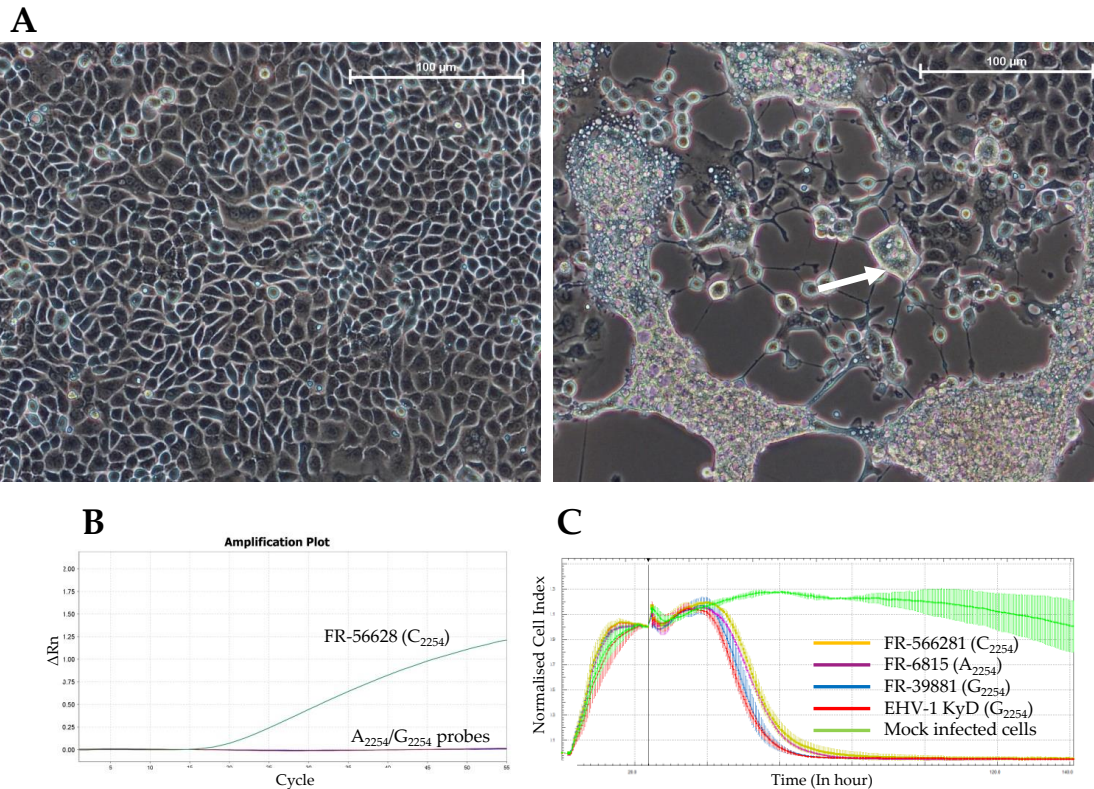 A
100 µm
100 µm
B
C
Amplification Plot
2.00
1.75
1.50
1.25
1.00
0.75
0.50
0.25
0.00
ΔRn
FR-56628 (C2254)
A2254/G2254 probes
5
10
15
20
25
30
35
40
45
50
55
Cycle
Normalised Cell Index
FR-566281 (C2254)
FR-6815 (A2254)
FR-39881 (G2254)
EHV-1 KyD (G2254)
Mock infected cells
Time (In hour)